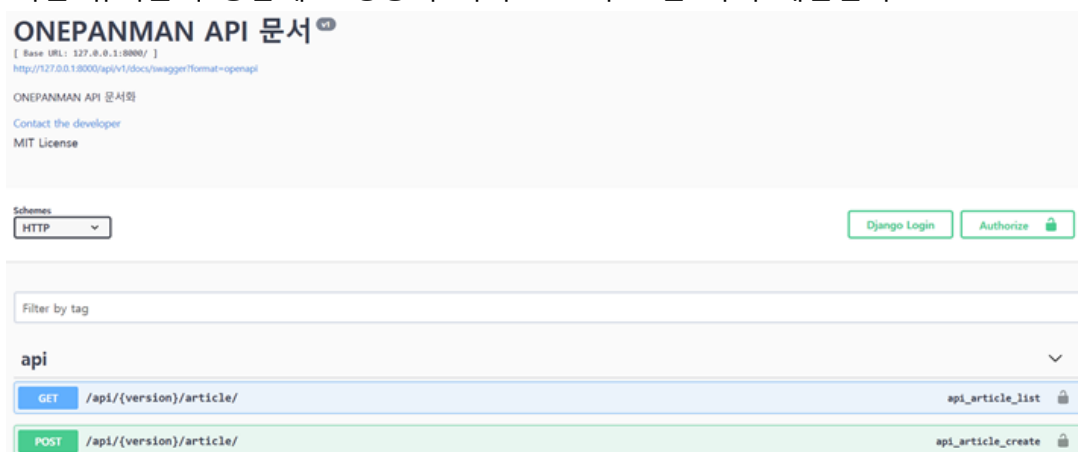 ONEPANMAN API 문서 v1
[ Base URL: 127.0.0.1:8000/ ]
http://127.0.0.1:8000/api/v1/docs/swagger?format=openapi
ONEPANMAN API 문서화
Contact the developer
MIT License
Schemes
HTTP
Django Login
Authorize
Filter by tag
api
GET /api/{version}/article/ api_article_list
POST /api/{version}/article/ api_article_create